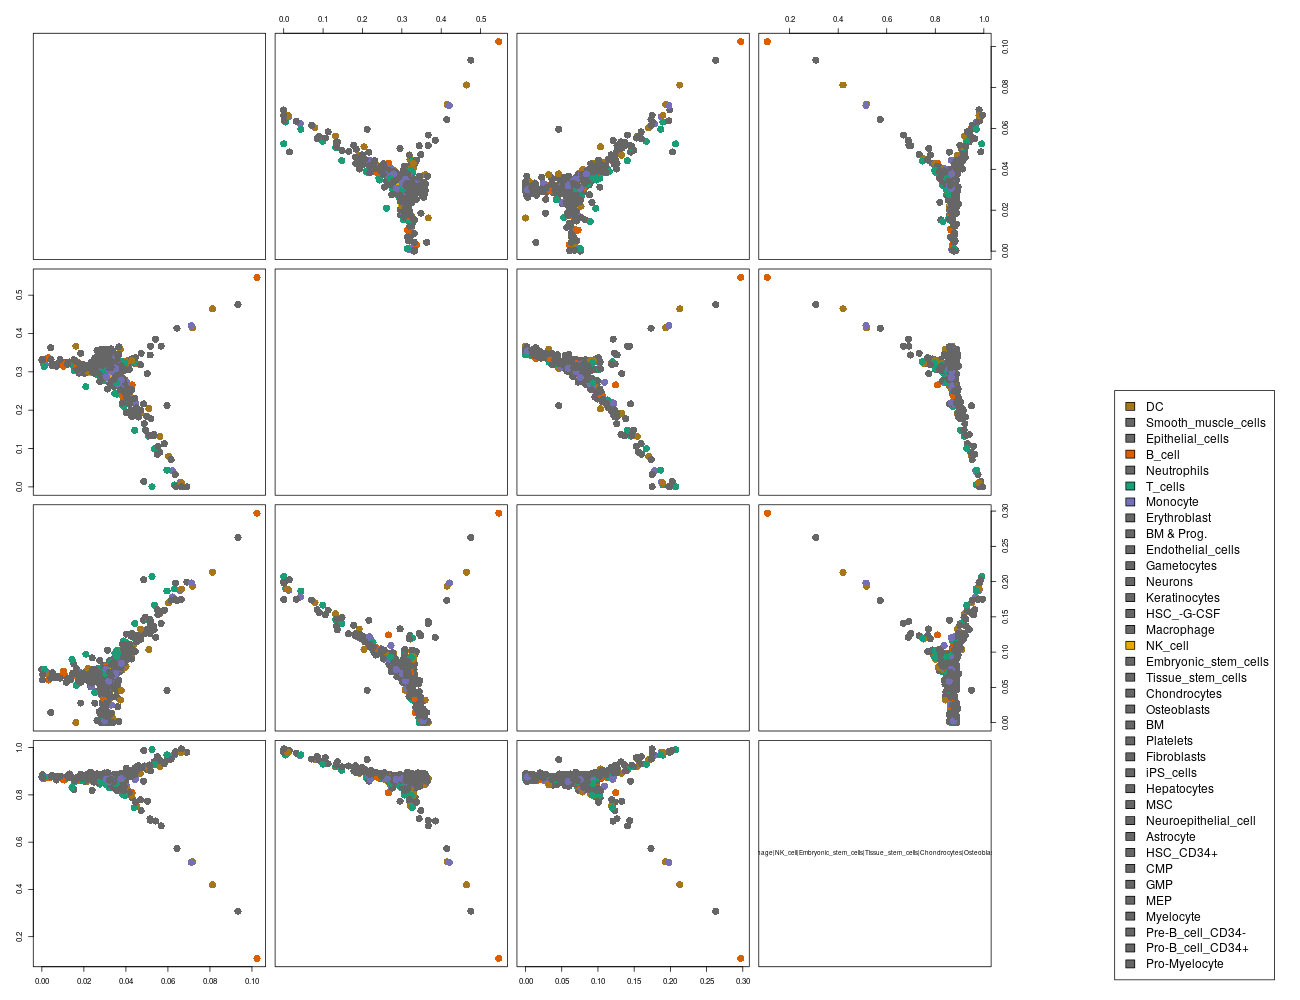 0.0 0.1 0.2 0.3 0.4 0.5
0.2 0.4 0.6 0.8 1.0
0.00 0.02 0.04 0.06 0.08 0.10
0.0 0.1 0.2 0.3 0.4 0.5
0.00 0.05 0.10 0.15 0.20 0.25 0.30
0.2 0.4 0.6 0.8 1.0
NK_cell|Embryonic_stem_cells|Tissue_stem_cells|Chondrocytes|
0.00 0.02 0.04 0.06 0.08 0.10
0.00 0.05 0.10 0.15 0.20 0.25 0.30
DC
Smooth_muscle_cells
Epithelial_cells
B_cell
Neutrophils
T_cells
Monocyte
Erythroblast
BM & Prog.
Endothelial_cells
Gametocytes
Neurons
Keratinocytes
HSC_-G-CSF
Macrophage
NK_cell
Embryonic_stem_cells
Tissue_stem_cells
Chondrocytes
Osteoblasts
BM
Platelets
Fibroblasts
iPS_cells
Hepatocytes
MSC
Neuroepithelial_cell
Astrocyte
HSC_CD34+
CMP
GMP
MEP
Myelocyte
Pre-B_cell_CD34-
Pro-B_cell_CD34+
Pro-Myelocyte